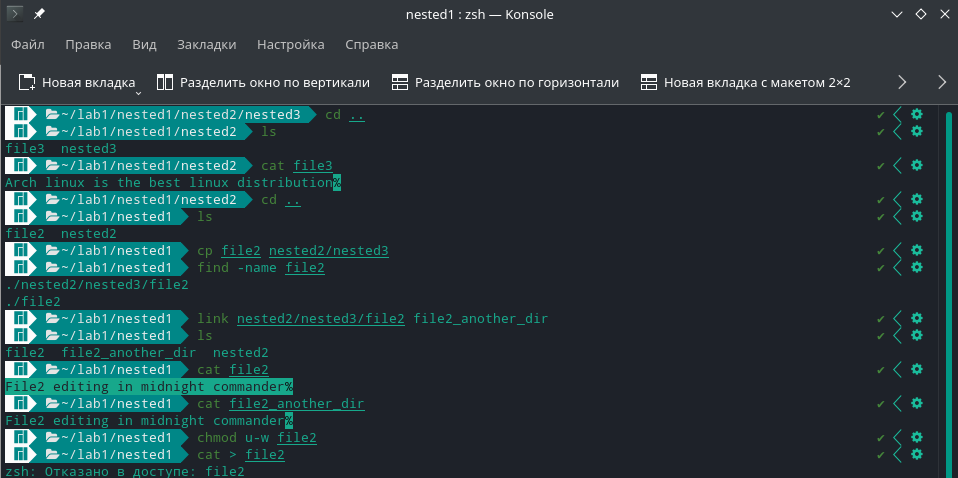 nested1 : zsh — Konsole
Файл Правка Вид Закладки Настройка Справка
Новая вкладка Разделить окно по вертикали Разделить окно по горизонтали Новая вкладка с макетом 2×2
~/lab1/nested1/nested2/nested3 cd ..
~/lab1/nested1/nested2 ls
file3 nested3
~/lab1/nested1/nested2 cat file3
Arch linux is the best linux distribution%
~/lab1/nested1/nested2 cd ..
~/lab1/nested1 ls
file2 nested2
~/lab1/nested1 cp file2 nested2/nested3
~/lab1/nested1 find -name file2
./nested2/nested3/file2
./file2
~/lab1/nested1 link nested2/nested3/file2 file2_another_dir
~/lab1/nested1 ls
file2 file2_another_dir nested2
~/lab1/nested1 cat file2
File2 editing in midnight commander%
~/lab1/nested1 cat file2_another_dir
File2 editing in midnight commander%
~/lab1/nested1 chmod u-w file2
~/lab1/nested1 cat > file2
zsh: Отказано в доступе: file2